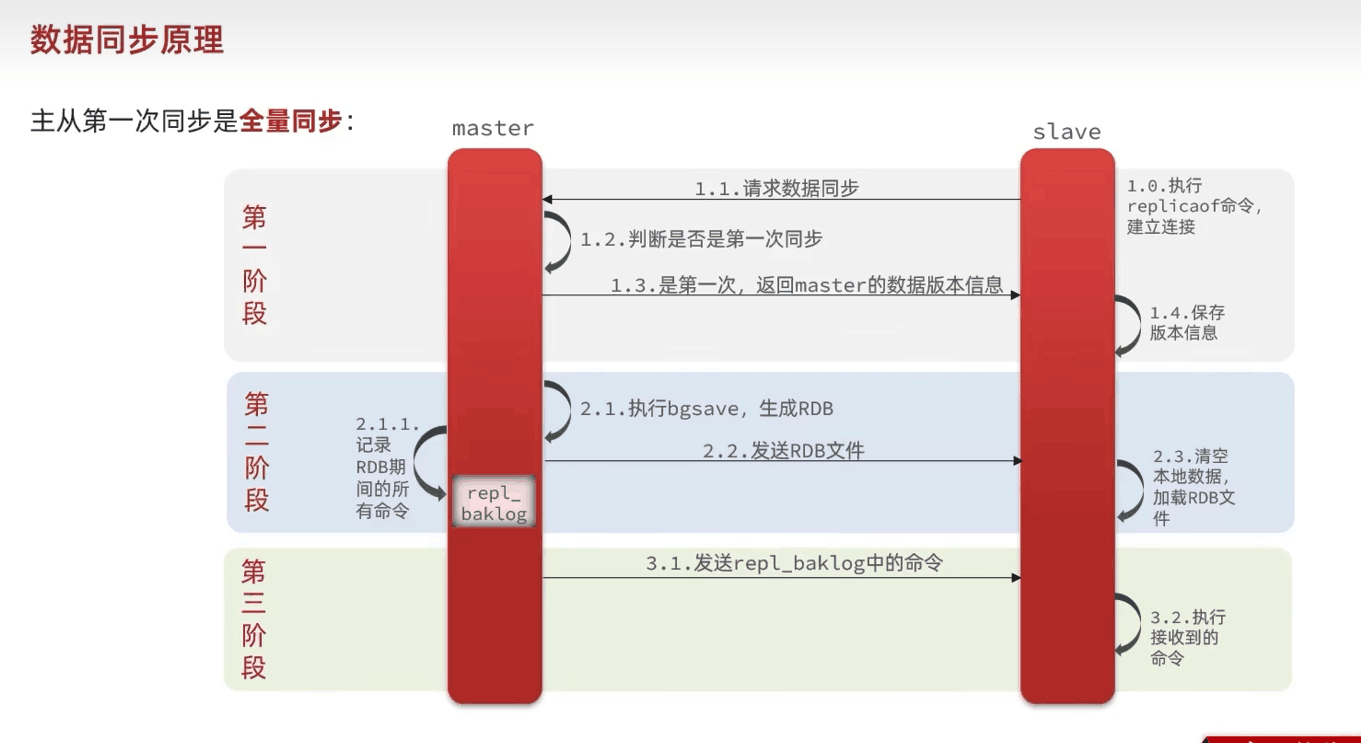 数据同步原理
主从第一次同步是全量同步：
master
slave
第一阶段
1.0.执行
replicaof命令,
建立连接
1.1.请求数据同步
1.2.判断是否是第一次同步
1.3.是第一次，返回master的数据版本信息
1.4.保存
版本信息
第二阶段
2.1.执行bgsave，生成RDB
2.1.1.
记录
RDB期
间的所
有命令
repl_
baklog
2.2.发送RDB文件
2.3.清空
本地数据,
加载RDB文
件
第三阶段
3.1.发送repl_baklog中的命令
3.2.执行
接收到的
命令